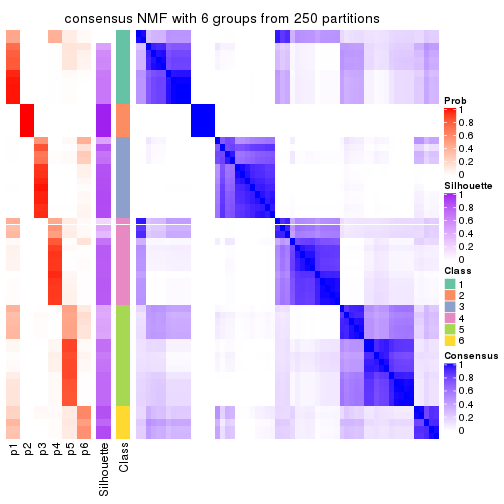 consensus NMF with 6 groups from 250 partitions
Prob
1
0.8
0.6
0.4
0.2
0
Silhouette
1
0.8
0.6
0.4
0.2
0
Class
1
2
3
4
5
6
Consensus
1
0.8
0.6
0.4
0.2
0
p1
p2
p3
p4
p5
p6
Silhouette
Class